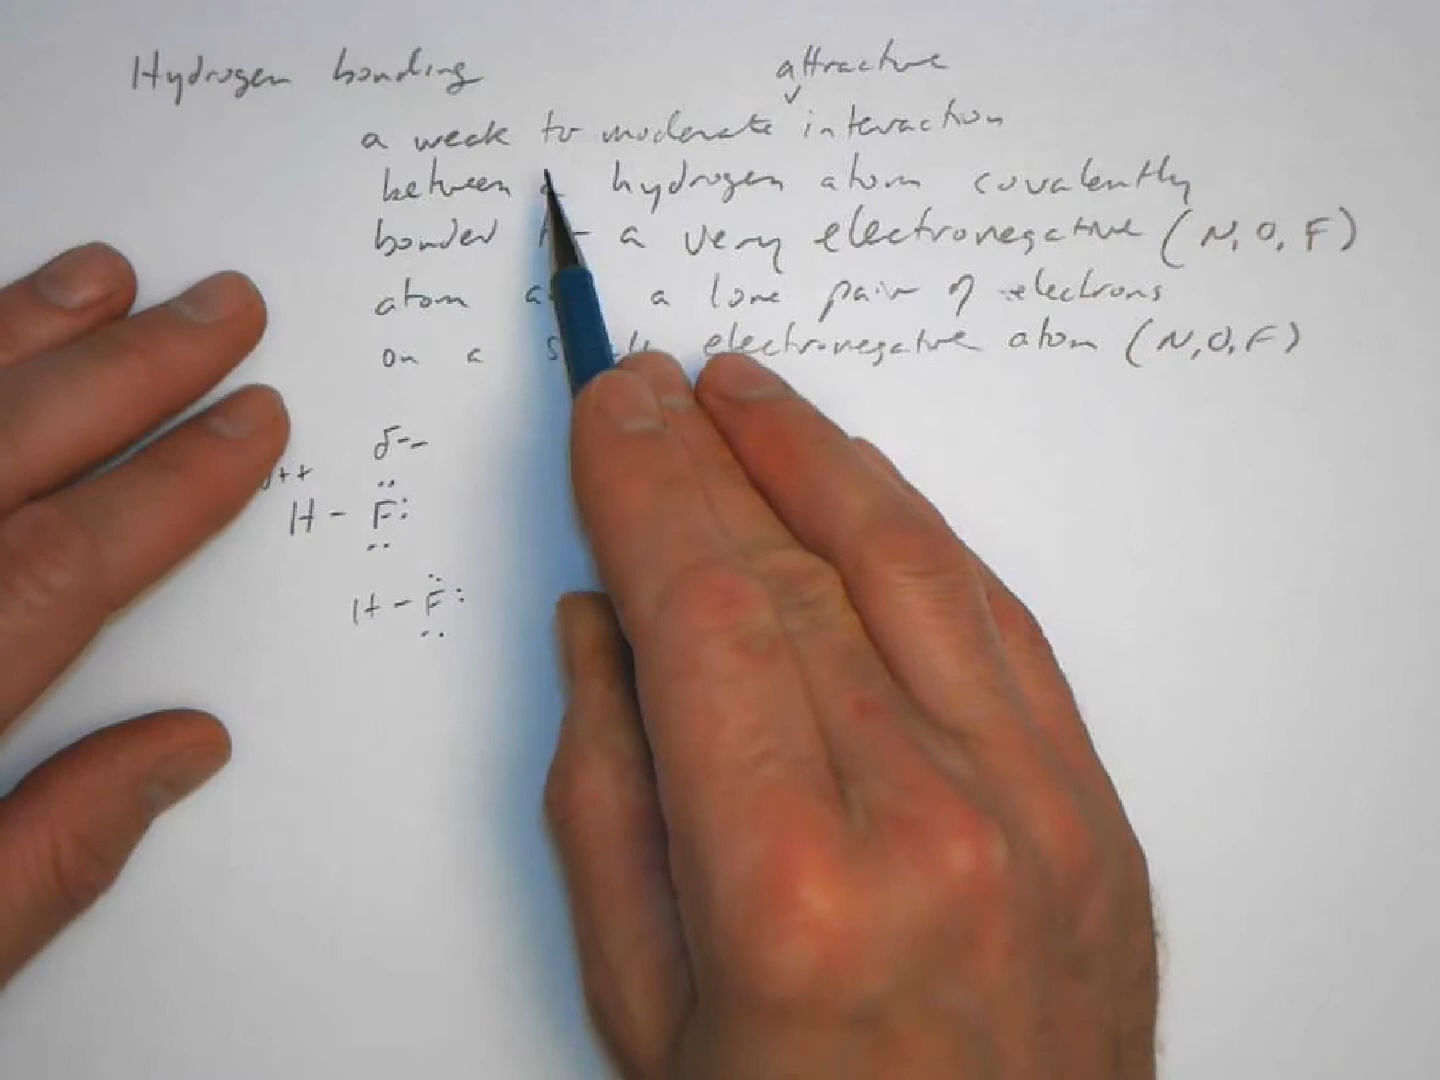 Hydrogen bonding
attractive
a weak to moderate interaction
between a hydrogen atom covalently
bonded a very electronegative (N, O, F)
atom a lone pair of electrons
on a electronegative atom (N, O, F)
δ--
++
H - F:
H - F: